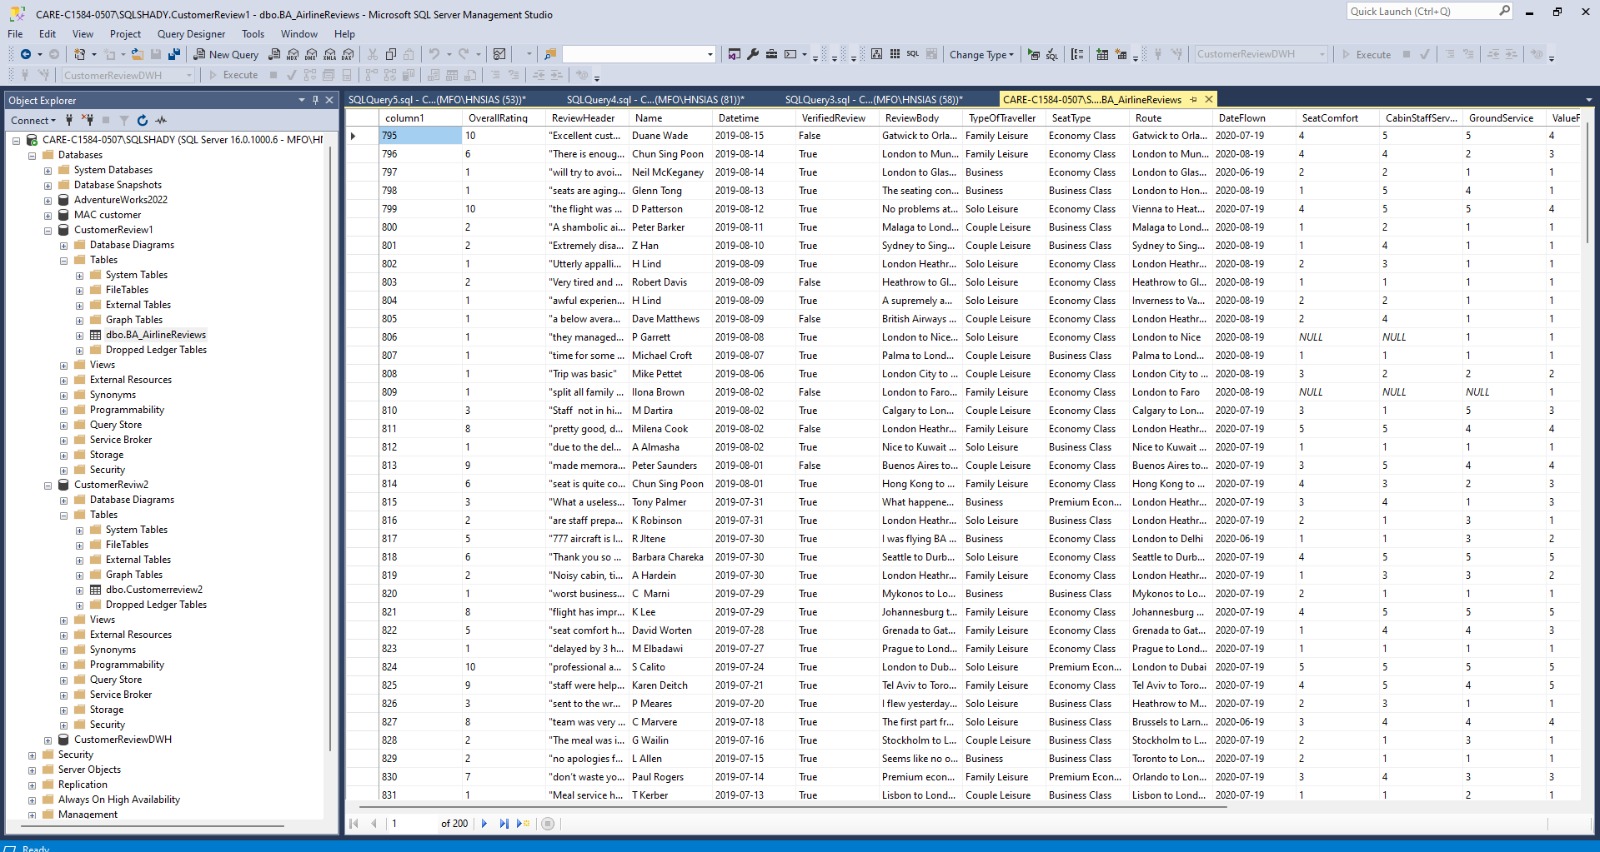 CARE-C1584-0507\SQLSHADY.CustomerReview1 - dbo.BA_AirlineReviews - Microsoft SQL Server Management Studio
Quick Launch (Ctrl+Q)
File Edit View Project Query Designer Tools Window Help
New Query Change Type CustomerReviewDWH Execute
CustomerReviewDWH Execute
Object Explorer
Connect
CARE-C1584-0507\SQLSHADY (SQL Server 16.0.1000.6 - MFO\HI
Databases
System Databases
Database Snapshots
AdventureWorks2022
MAC customer
CustomerReview1
Database Diagrams
Tables
System Tables
FileTables
External Tables
Graph Tables
dbo.BA_AirlineReviews
Dropped Ledger Tables
Views
External Resources
Synonyms
Programmability
Query Store
Service Broker
Storage
Security
CustomerReviw2
Database Diagrams
Tables
System Tables
FileTables
External Tables
Graph Tables
dbo.Customerreview2
Dropped Ledger Tables
Views
External Resources
Synonyms
Programmability
Query Store
Service Broker
Storage
Security
CustomerReviewDWH
Security
Server Objects
Replication
Always On High Availability
Management
SQLQuery5.sql - C...(MFO\HNSIAS (53))* SQLQuery4.sql - C...(MFO\HNSIAS (81))* SQLQuery3.sql - C...(MFO\HNSIAS (58))* CARE-C1584-0507\S....BA_AirlineReviews
column1 OverallRating ReviewHeader Name Datetime VerifiedReview ReviewBody TypeOfTraveller SeatType Route DateFlown SeatComfort CabinStaffServ... GroundService ValueF
795 10 "Excellent cust... Duane Wade 2019-08-15 False Gatwick to Orla... Family Leisure Economy Class Gatwick to Orla... 2020-07-19 4 5 5 4
796 6 "There is enoug... Chun Sing Poon 2019-08-14 True London to Mun... Family Leisure Economy Class London to Mun... 2020-08-19 4 4 2 3
797 1 "will try to avoi... Neil McKeganey 2019-08-14 True London to Glas... Business Economy Class London to Glas... 2020-06-19 2 2 1 1
798 1 "seats are aging... Glenn Tong 2019-08-13 True The seating con... Business Business Class London to Hon... 2020-08-19 1 5 4 1
799 10 "the flight was ... D Patterson 2019-08-12 True No problems at... Solo Leisure Economy Class Vienna to Heat... 2020-07-19 4 5 5 4
800 2 "A shambolic ai... Peter Barker 2019-08-11 True Malaga to Lond... Couple Leisure Business Class Malaga to Lond... 2020-08-19 1 2 1 1
801 2 "Extremely disa... Z Han 2019-08-10 True Sydney to Sing... Couple Leisure Economy Class Sydney to Sing... 2020-08-19 1 4 1 1
802 1 "Utterly appalli... H Lind 2019-08-09 True London Heathr... Solo Leisure Economy Class London Heathr... 2020-08-19 2 3 1 1
803 2 "Very tired and ... Robert Davis 2019-08-09 False Heathrow to Gl... Solo Leisure Economy Class Heathrow to Gl... 2020-08-19 1 1 1 1
804 1 "awful experien... H Lind 2019-08-09 True A supremely a... Solo Leisure Economy Class Inverness to Va... 2020-08-19 2 2 1 1
805 1 "a below avera... Dave Matthews 2019-08-09 False British Airways ... Couple Leisure Economy Class London Heathr... 2020-08-19 2 4 1 1
806 1 "they managed... P Garrett 2019-08-08 True London to Nice... Solo Leisure Economy Class London to Nice 2020-08-19 NULL NULL 1 1
807 1 "time for some ... Michael Croft 2019-08-07 True Palma to Lond... Couple Leisure Business Class Palma to Lond... 2020-08-19 1 1 1 1
808 1 "Trip was basic" Mike Pettet 2019-08-06 True London City to ... Couple Leisure Economy Class London City to ... 2020-08-19 3 2 2 2
809 1 "split all family ... Ilona Brown 2019-08-02 False London to Faro... Family Leisure Economy Class London to Faro 2020-08-19 NULL NULL NULL 1
810 3 "Staff not in hi... M Dartira 2019-08-02 True Calgary to Lon... Couple Leisure Economy Class Calgary to Lon... 2020-07-19 3 1 5 3
811 8 "pretty good, d... Milena Cook 2019-08-02 False London Heathr... Family Leisure Economy Class London Heathr... 2020-07-19 5 5 4 4
812 1 "due to the del... A Almasha 2019-08-02 True Nice to Kuwait ... Solo Leisure Business Class Nice to Kuwait ... 2020-07-19 1 1 1 1
813 9 "made memora... Peter Saunders 2019-08-01 False Buenos Aires to... Couple Leisure Economy Class Buenos Aires to... 2020-07-19 3 5 4 4
814 6 "seat is quite co... Chun Sing Poon 2019-08-01 True Hong Kong to ... Family Leisure Economy Class Hong Kong to ... 2020-07-19 4 3 2 3
815 3 "What a useless... Tony Palmer 2019-07-31 True What happene... Business Premium Econ... London Heathr... 2020-07-19 3 4 1 3
816 2 "are staff prepa... K Robinson 2019-07-31 True London Heathr... Solo Leisure Business Class London Heathr... 2020-07-19 2 1 3 1
817 5 "777 aircraft is l... R Jltene 2019-07-30 True I was flying BA ... Business Economy Class London to Delhi 2020-06-19 1 1 3 2
818 6 "Thank you so ... Barbara Chareka 2019-07-30 True Seattle to Durb... Solo Leisure Economy Class Seattle to Durb... 2020-07-19 4 5 5 5
819 2 "Noisy cabin, ti... A Hardein 2019-07-30 True London Heathr... Family Leisure Economy Class London Heathr... 2020-07-19 1 3 3 2
820 1 "worst business... C Marni 2019-07-29 True Mykonos to Lo... Business Business Class Mykonos to Lo... 2020-07-19 2 1 1 1
821 8 "flight has impr... K Lee 2019-07-29 True Johannesburg t... Family Leisure Economy Class Johannesburg ... 2020-07-19 4 5 5 5
822 5 "seat comfort h... David Worten 2019-07-28 True Grenada to Gat... Family Leisure Economy Class Grenada to Gat... 2020-07-19 1 4 4 3
823 1 "delayed by 3 h... M Elbadawi 2019-07-27 True Prague to Lond... Family Leisure Economy Class Prague to Lond... 2020-07-19 1 1 1 1
824 10 "professional a... S Calito 2019-07-24 True London to Dub... Solo Leisure Premium Econ... London to Dubai 2020-07-19 5 5 5 5
825 9 "staff were help... Karen Deitch 2019-07-21 True Tel Aviv to Toro... Family Leisure Economy Class Tel Aviv to Toro... 2020-07-19 4 5 4 5
826 3 "sent to the wr... P Meares 2019-07-20 True I flew yesterday... Solo Leisure Business Class Heathrow to M... 2020-07-19 2 3 1 1
827 8 "team was very ... C Marvere 2019-07-18 True The first part fr... Solo Leisure Business Class Brussels to Larn... 2020-06-19 3 4 4 4
828 2 "The meal was i... G Wailin 2019-07-16 True Stockholm to L... Couple Leisure Business Class Stockholm to L... 2020-07-19 2 1 3 1
829 2 "no apologies f... L Allen 2019-07-15 True Seems like no o... Business Business Class Toronto to Lon... 2020-07-19 2 1 1 1
830 7 "don't waste yo... Paul Rogers 2019-07-14 True Premium econ... Family Leisure Premium Econ... Orlando to Lon... 2020-07-19 3 4 3 3
831 1 "Meal service h... T Kerber 2019-07-13 True Lisbon to Lond... Couple Leisure Business Class Lisbon to Lond... 2020-07-19 1 1 2 1
1 of 200
Ready